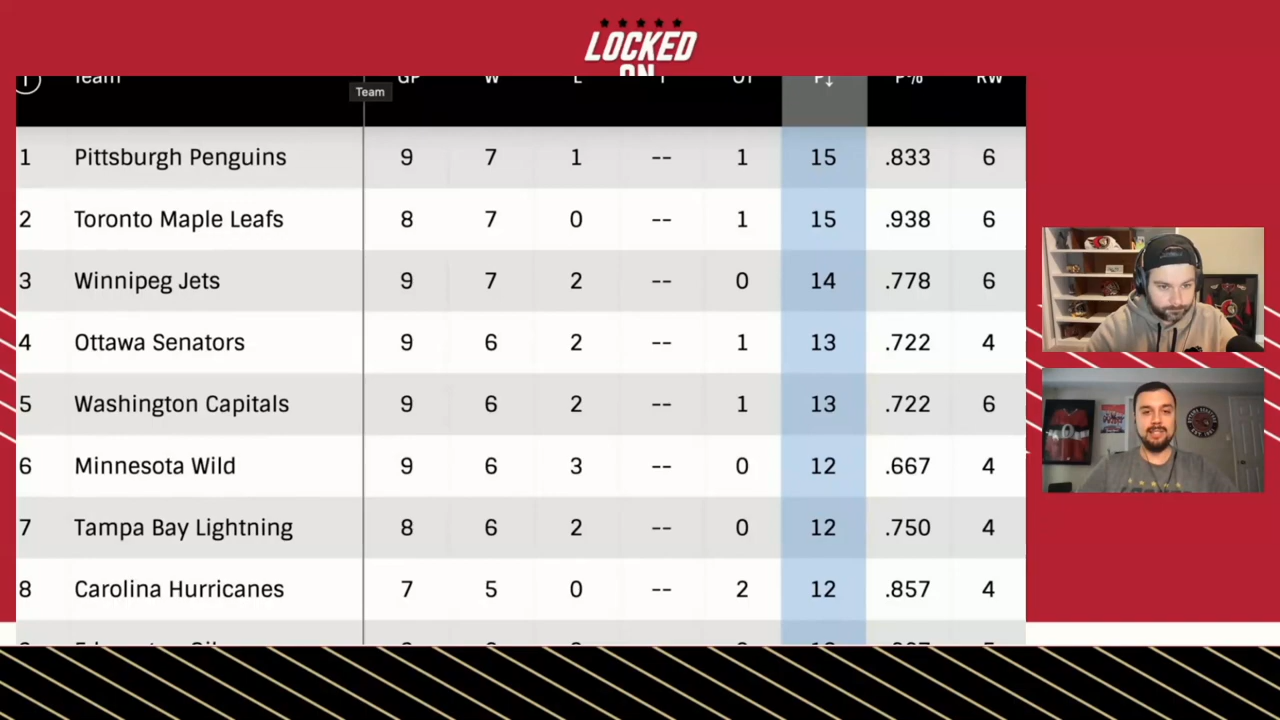 LOCKED
ON
Team GP W L T OT P↓ P% RW
Team
1 Pittsburgh Penguins 9 7 1 -- 1 15 .833 6
2 Toronto Maple Leafs 8 7 0 -- 1 15 .938 6
3 Winnipeg Jets 9 7 2 -- 0 14 .778 6
4 Ottawa Senators 9 6 2 -- 1 13 .722 4
5 Washington Capitals 9 6 2 -- 1 13 .722 6
6 Minnesota Wild 9 6 3 -- 0 12 .667 4
7 Tampa Bay Lightning 8 6 2 -- 0 12 .750 4
8 Carolina Hurricanes 7 5 0 -- 2 12 .857 4